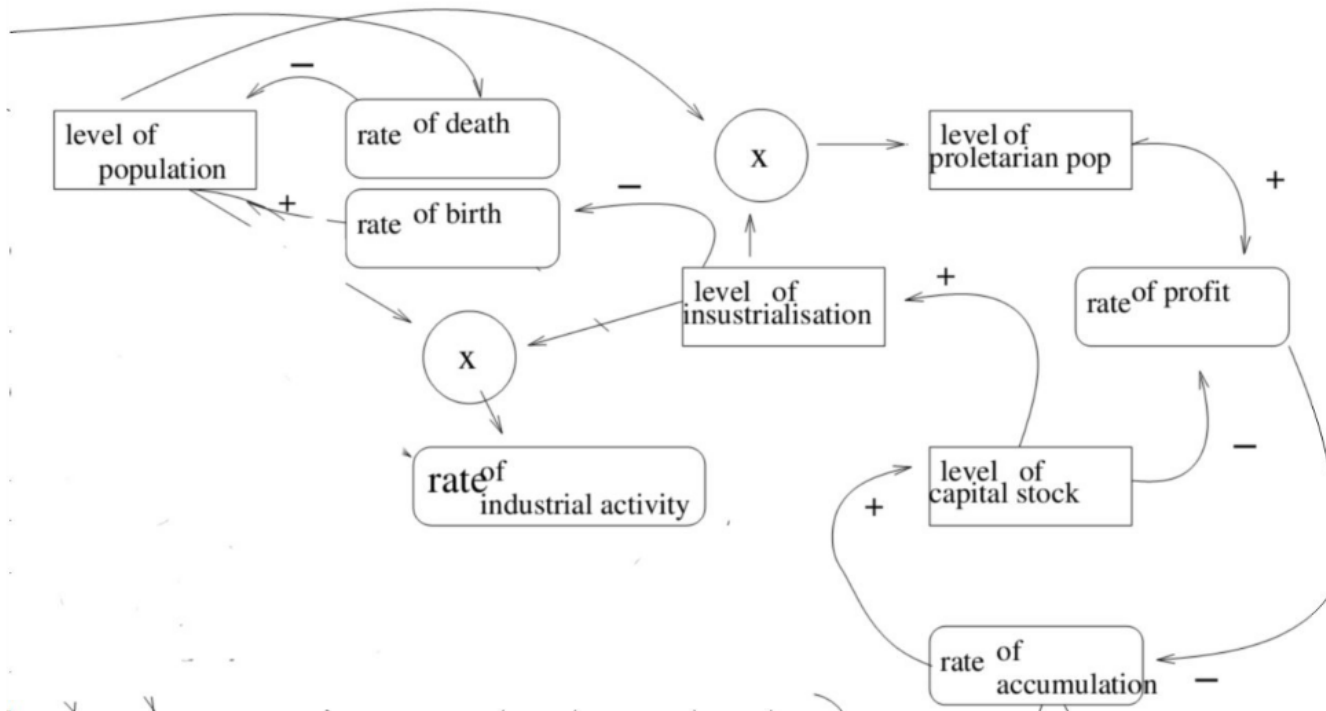 level of
population
rate of death
rate of birth
x
level of
proletarian pop
level of
insustrialisation
rate of profit
x
rate of
industrial activity
level of
capital stock
rate of
accumulation
−
+
−
+
+
−
+
−